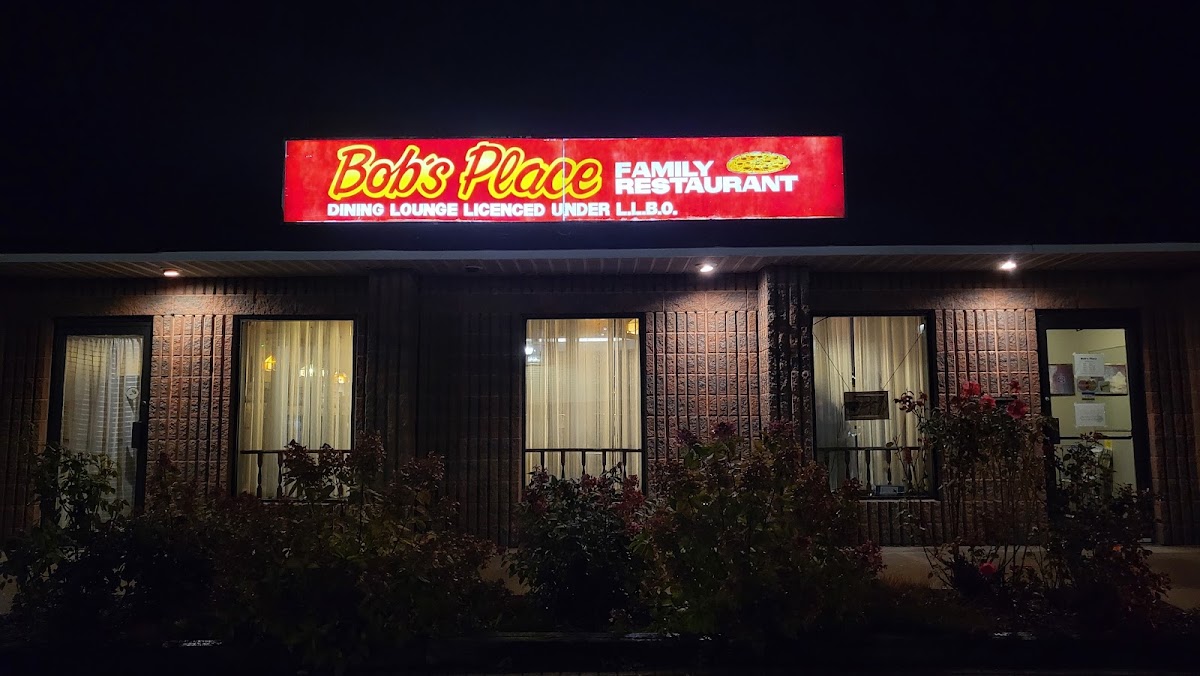 Bob's Place
FAMILY
RESTAURANT
DINING LOUNGE LICENCED UNDER L.L.B.O.